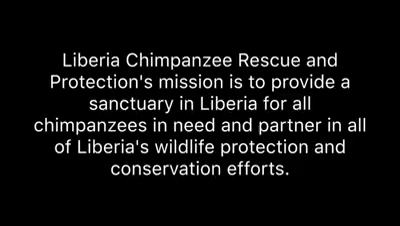 Liberia Chimpanzee Rescue and
Protection's mission is to provide a
sanctuary in Liberia for all
chimpanzees in need and partner in all
of Liberia's wildlife protection and
conservation efforts.